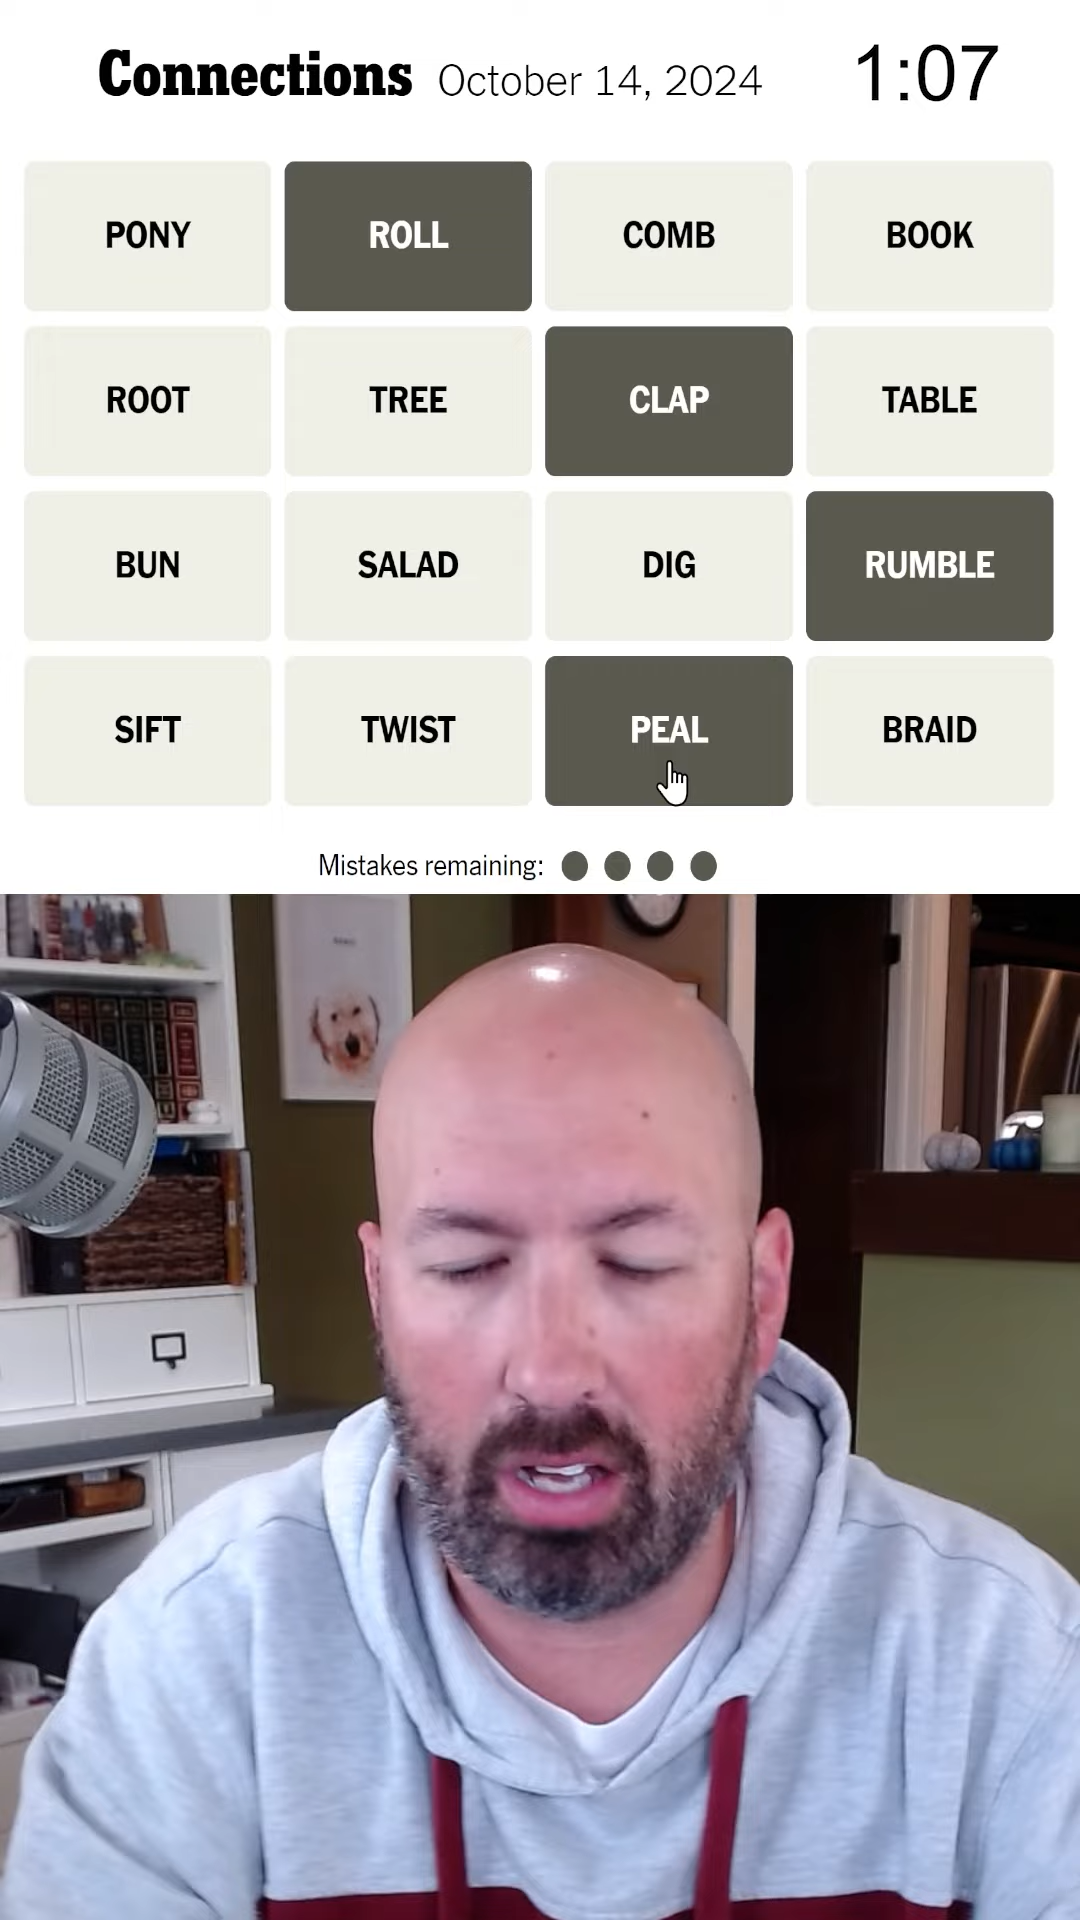 Connections October 14, 2024 1:07
PONY ROLL COMB BOOK
ROOT TREE CLAP TABLE
BUN SALAD DIG RUMBLE
SIFT TWIST PEAL BRAID
Mistakes remaining: